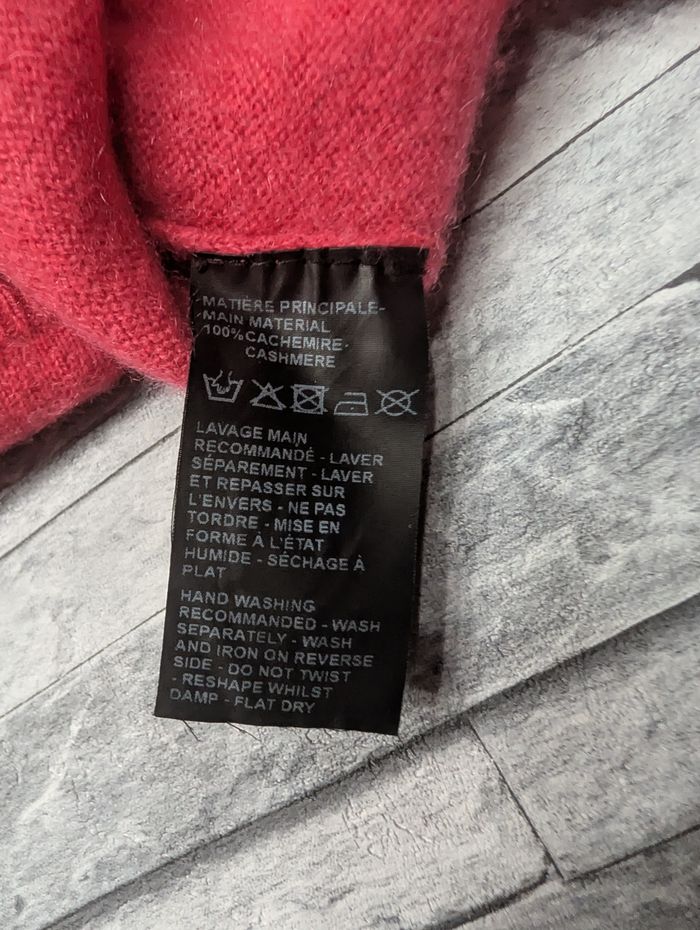 MATIÈRE PRINCIPALE-
MAIN MATERIAL
100% CACHEMIRE-
CASHMERE
LAVAGE MAIN
RECOMMANDÉ - LAVER
SÉPAREMENT - LAVER
ET REPASSER SUR
L'ENVERS - NE PAS
TORDRE - MISE EN
FORME À L'ÉTAT
HUMIDE - SÉCHAGE À
PLAT
HAND WASHING
RECOMMANDED - WASH
SEPARATELY - WASH
AND IRON ON REVERSE
SIDE - DO NOT TWIST
- RESHAPE WHILST
DAMP - FLAT DRY